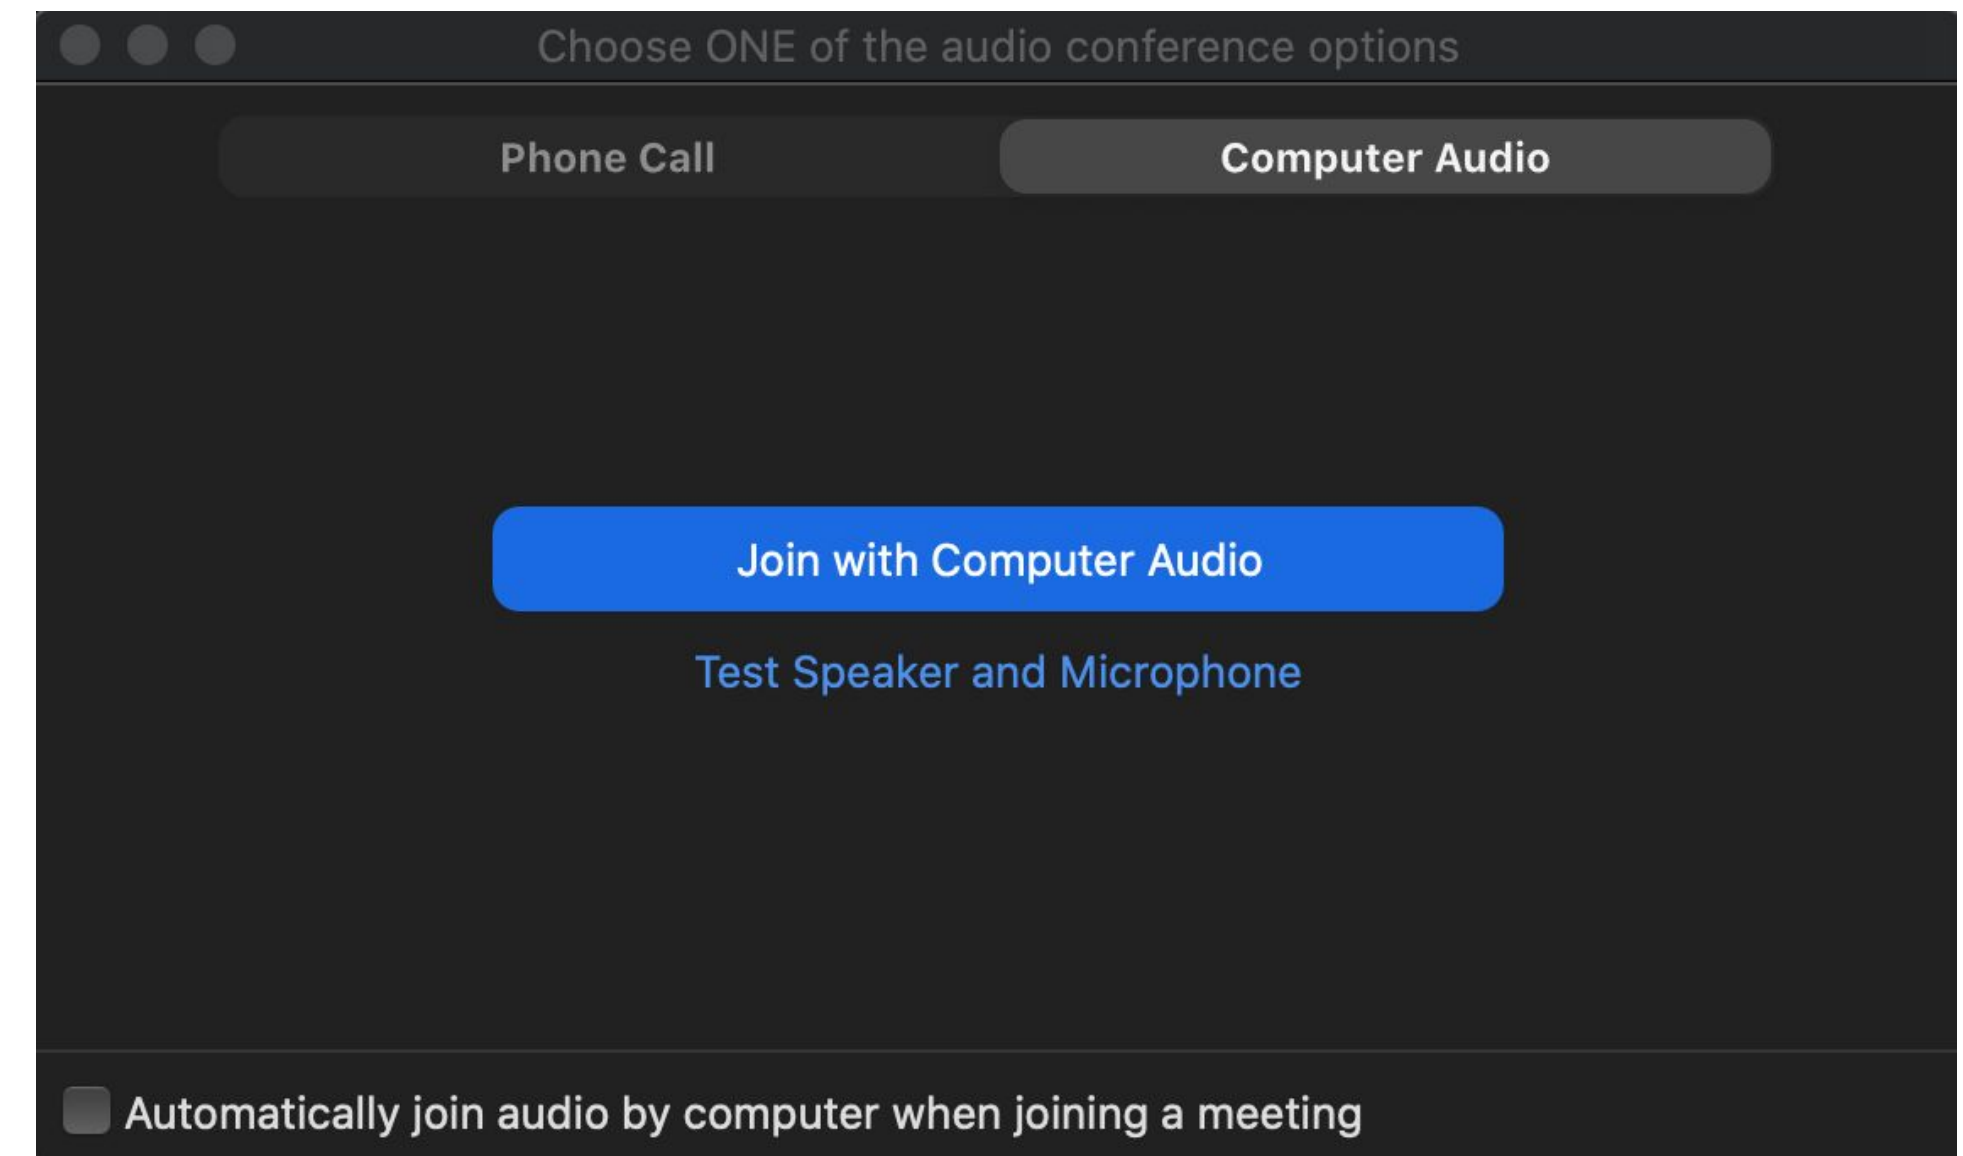 Choose ONE of the audio conference options
Phone Call
Computer Audio
Join with Computer Audio
Test Speaker and Microphone
Automatically join audio by computer when joining a meeting